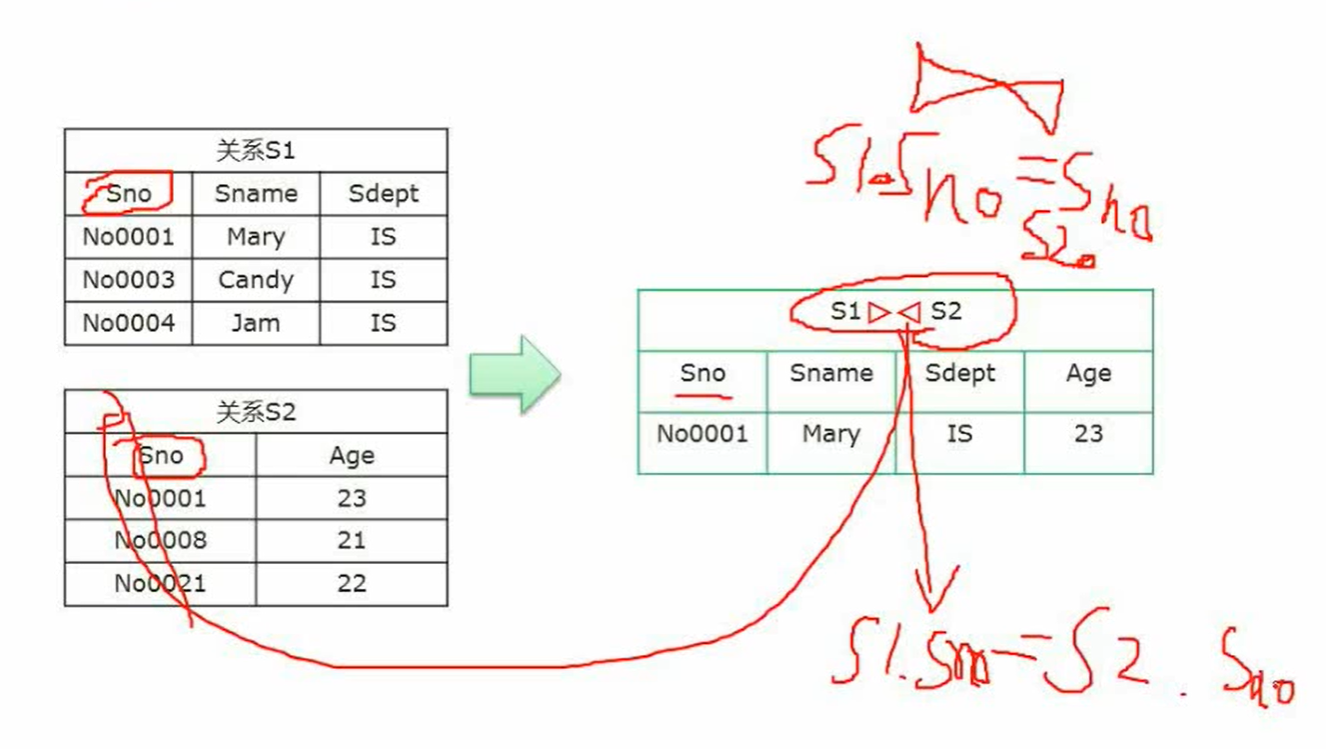 关系S1
Sno Sname Sdept
No0001 Mary IS
No0003 Candy IS
No0004 Jam IS
关系S2
Sno Age
No0001 23
No0008 21
No0021 22
S1.Sno=Sno
S2.
S1▷◁S2
Sno Sname Sdept Age
No0001 Mary IS 23
S1.Sno=S2.Sno